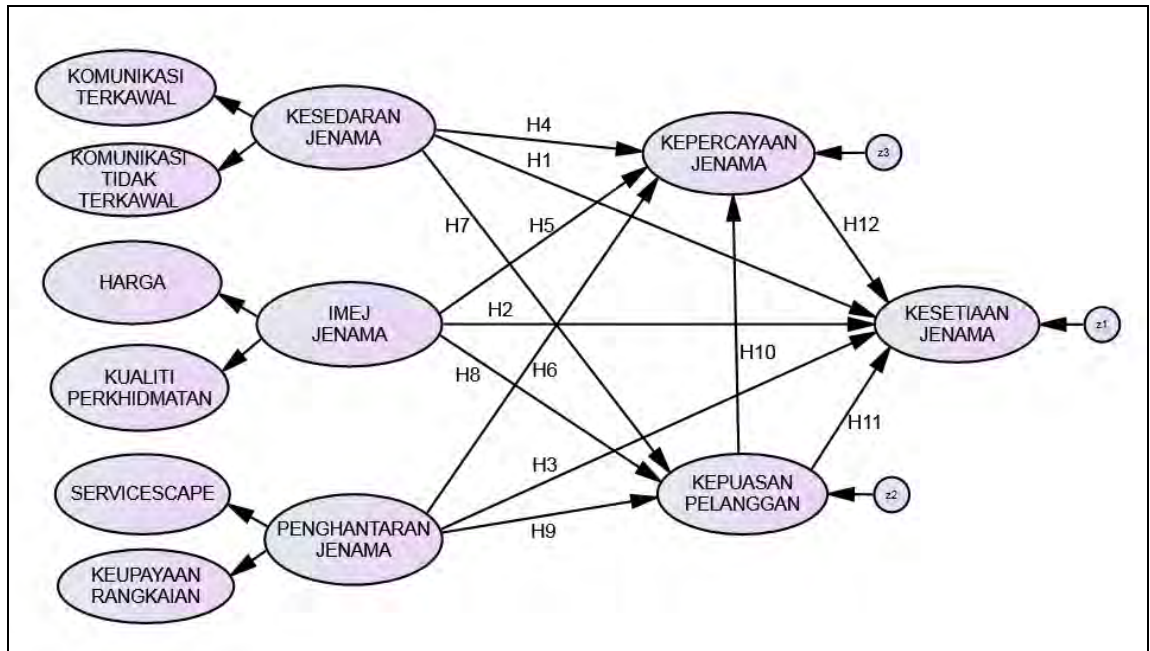 KOMUNIKASI
TERKAWAL
KOMUNIKASI
TIDAK
TERKAWAL
HARGA
KUALITI
PERKHIDMATAN
SERVICESCAPE
KEUPAYAAN
RANGKAIAN
KESEDARAN
JENAMA
IMEJ
JENAMA
PENGHANTARAN
JENAMA
H4
H1
H7
H5
H2
H8
H6
H3
H9
H10
H12
H11
KEPERCAYAAN
JENAMA
z3
KESETIAAN
JENAMA
z1
KEPUASAN
PELANGGAN
z2